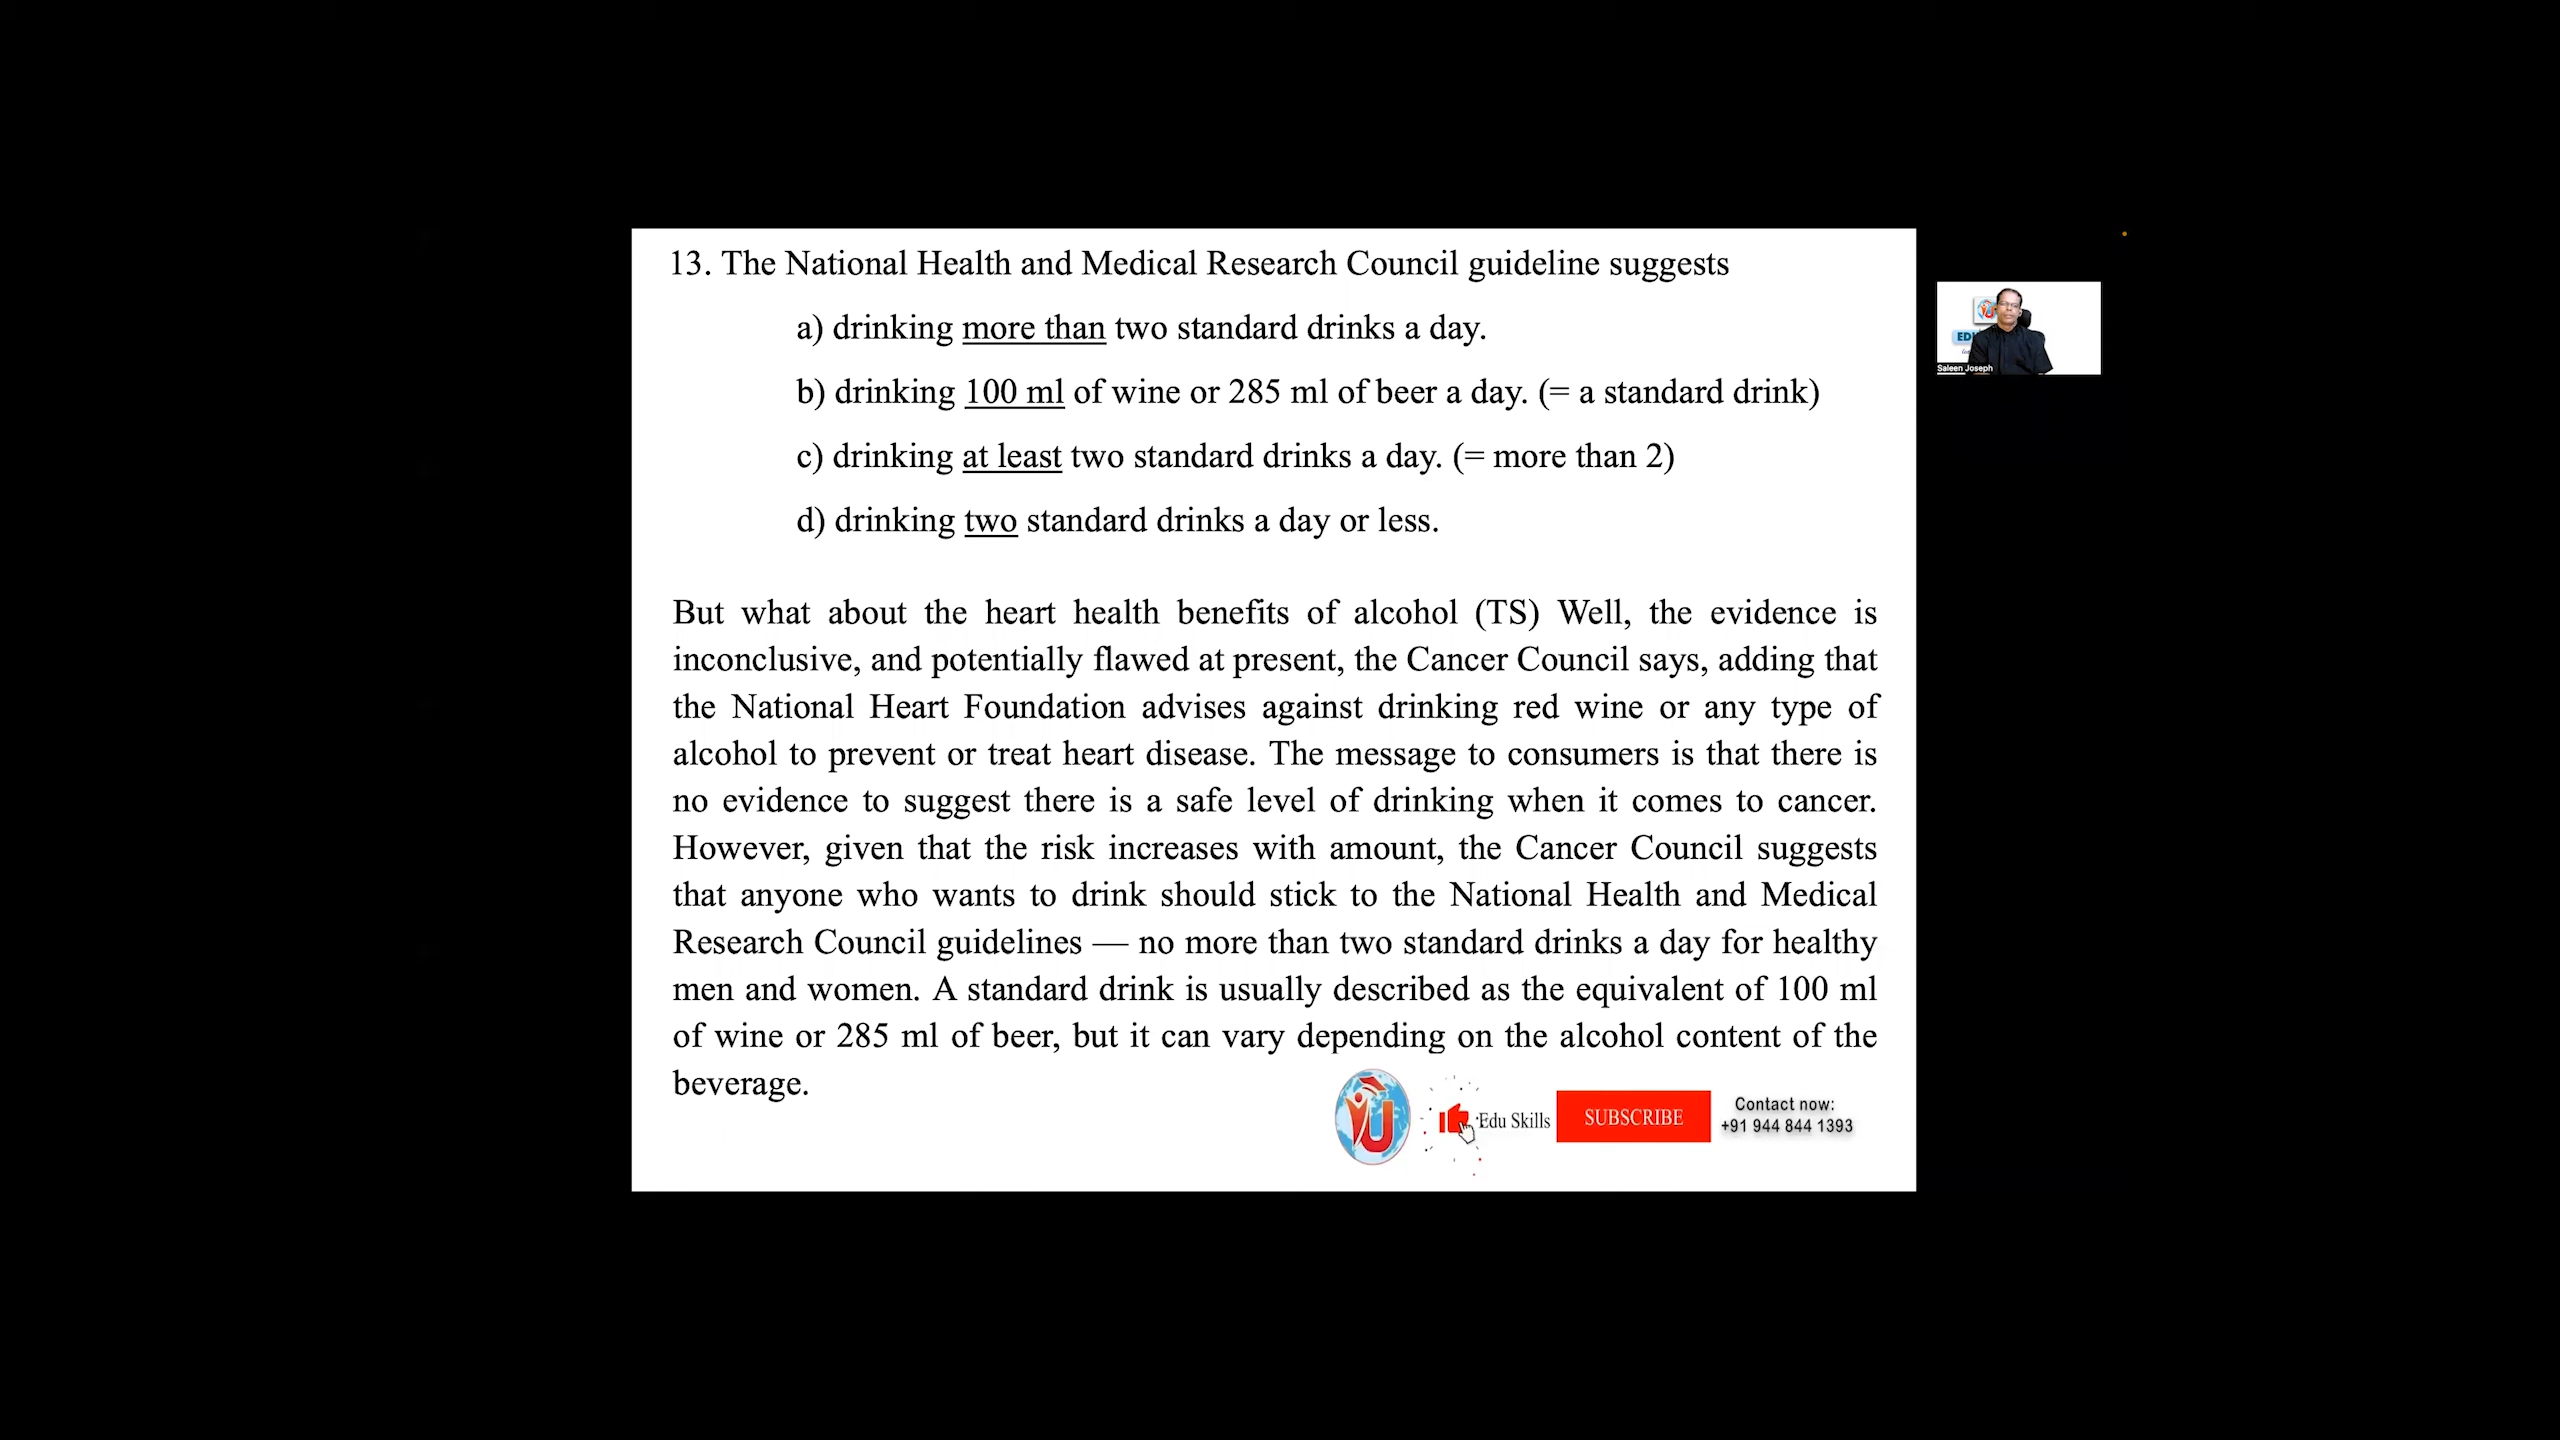 13. The National Health and Medical Research Council guideline suggests
a) drinking more than two standard drinks a day.
b) drinking 100 ml of wine or 285 ml of beer a day. (= a standard drink)
c) drinking at least two standard drinks a day. (= more than 2)
d) drinking two standard drinks a day or less.
But what about the heart health benefits of alcohol (TS) Well, the evidence is
inconclusive, and potentially flawed at present, the Cancer Council says, adding that
the National Heart Foundation advises against drinking red wine or any type of
alcohol to prevent or treat heart disease. The message to consumers is that there is
no evidence to suggest there is a safe level of drinking when it comes to cancer.
However, given that the risk increases with amount, the Cancer Council suggests
that anyone who wants to drink should stick to the National Health and Medical
Research Council guidelines — no more than two standard drinks a day for healthy
men and women. A standard drink is usually described as the equivalent of 100 ml
of wine or 285 ml of beer, but it can vary depending on the alcohol content of the
beverage.
Edu Skills
SUBSCRIBE
Contact now:
+91 944 844 1393
Saleen Joseph